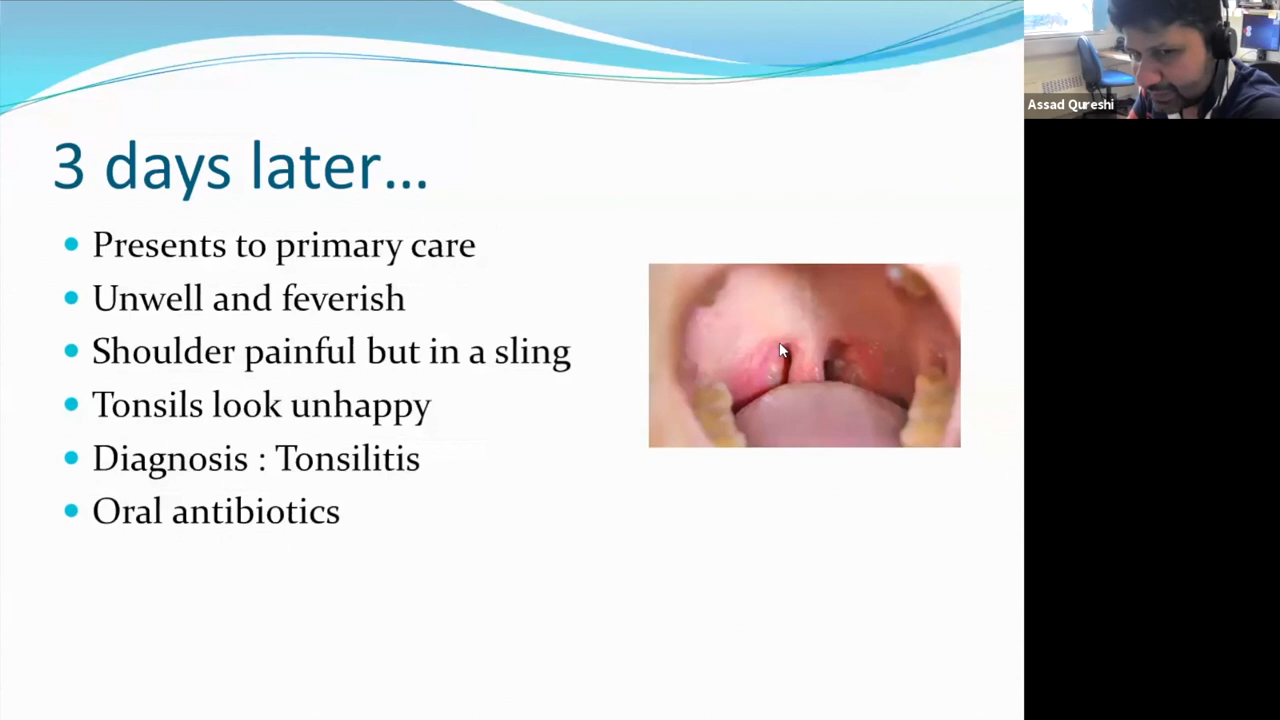 3 days later...
Presents to primary care
Unwell and feverish
Shoulder painful but in a sling
Tonsils look unhappy
Diagnosis : Tonsilitis
Oral antibiotics
Assad Qureshi